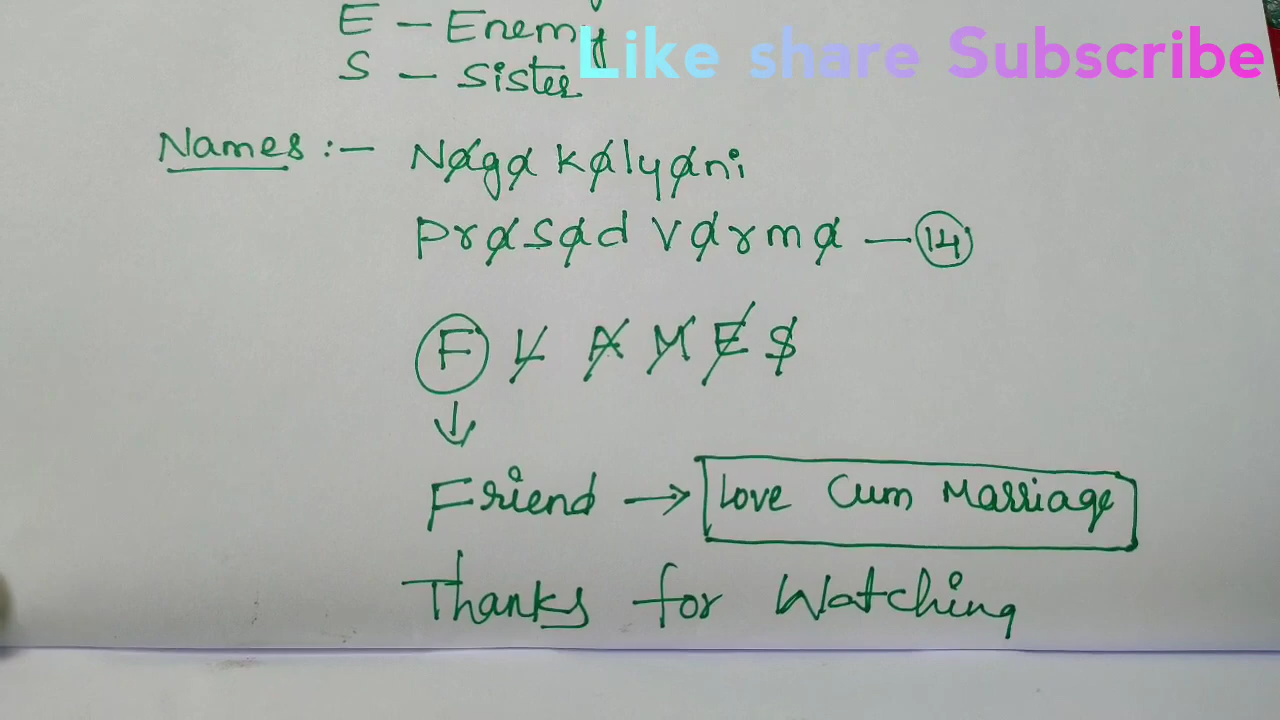 E - Enemy
S - Sister
Like share Subscribe
Names :- Naga kalyani
Prasad varma - 14
F L A M E S
↓
Friend → Love Cum Marriage
Thanks for Watching